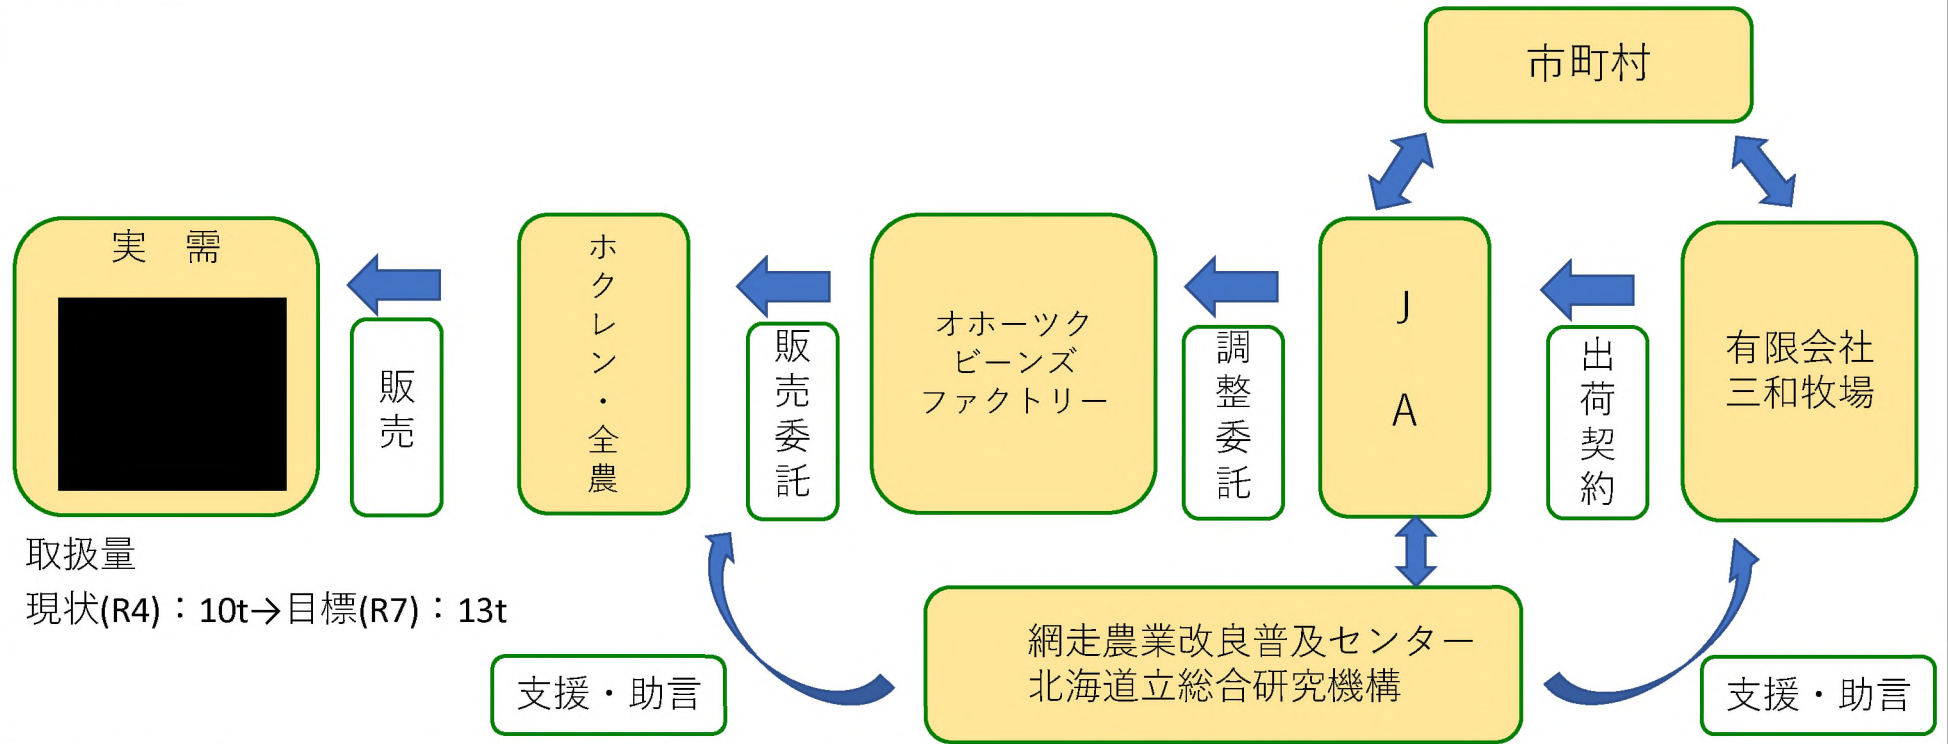 市町村
実　需
ホクレン・全農
オホーツク
ビーンズ
ファクトリー
JA
有限会社
三和牧場
販売
販売委託
調整委託
出荷契約
取扱量
現状(R4)：10t→目標(R7)：13t
網走農業改良普及センター
北海道立総合研究機構
支援・助言
支援・助言